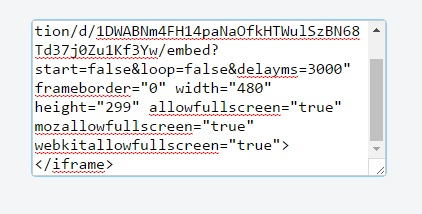 tion/d/1DWABNm4FH14paNaOfkHTWulSzBN68
Td37j0Zu1Kf3Yw/embed?
start=false&loop=false&delayms=3000"
frameborder="0" width="480"
height="299" allowfullscreen="true"
mozallowfullscreen="true"
webkitallowfullscreen="true">
</iframe>